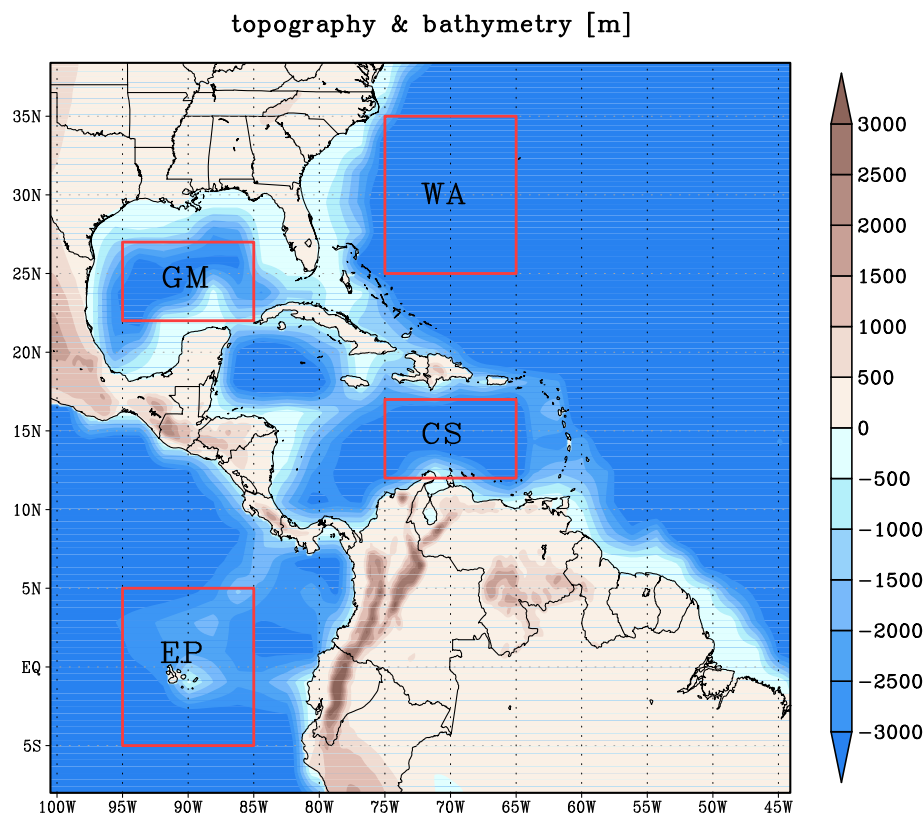 topography & bathymetry [m]
35N
30N
25N
20N
15N
10N
5N
EQ
5S
100W 95W 90W 85W 80W 75W 70W 65W 60W 55W 50W 45W
WA
GM
CS
EP
3000
2500
2000
1500
1000
500
0
−500
−1000
−1500
−2000
−2500
−3000